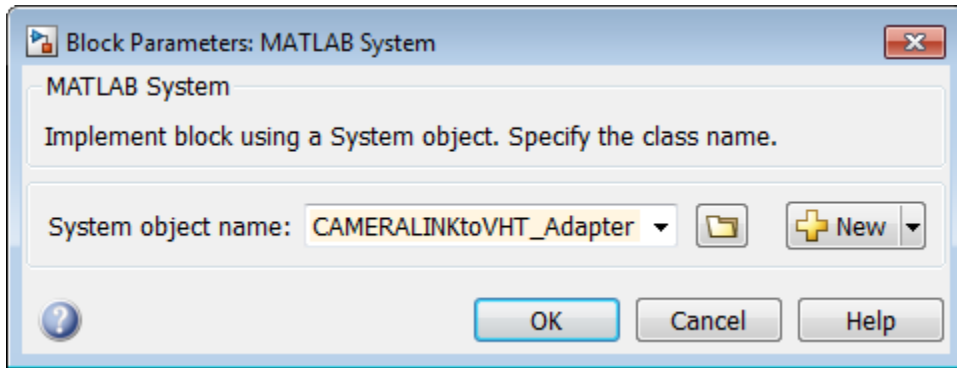 Block Parameters: MATLAB System
MATLAB System
Implement block using a System object. Specify the class name.
System object name: CAMERALINKtoVHT_Adapter New
OK Cancel Help